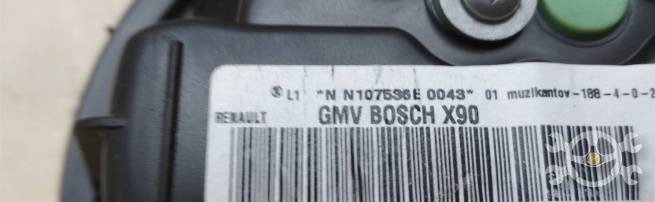 L1 "N N107536E 0043" 01 muzikantov-188-4-0-2
RENAULT GMV BOSCH X90